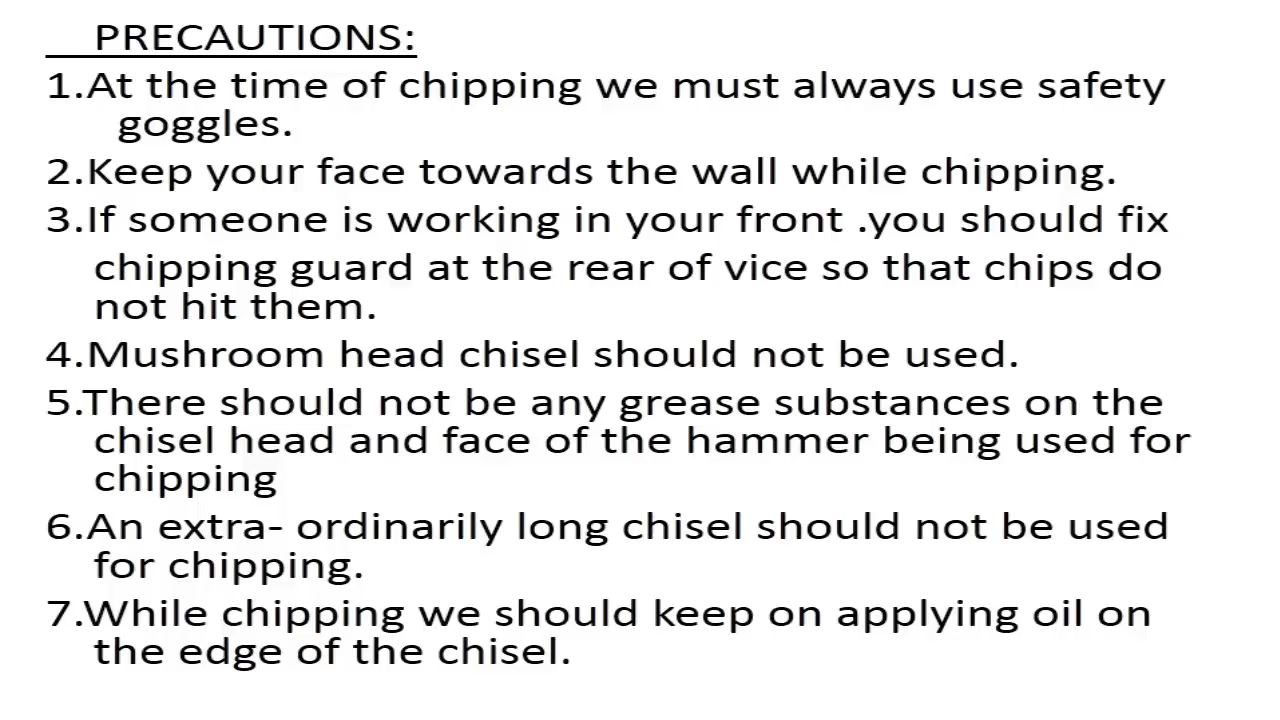 PRECAUTIONS:
1.At the time of chipping we must always use safety
goggles.
2.Keep your face towards the wall while chipping.
3.If someone is working in your front .you should fix
chipping guard at the rear of vice so that chips do
not hit them.
4.Mushroom head chisel should not be used.
5.There should not be any grease substances on the
chisel head and face of the hammer being used for
chipping
6.An extra- ordinarily long chisel should not be used
for chipping.
7.While chipping we should keep on applying oil on
the edge of the chisel.